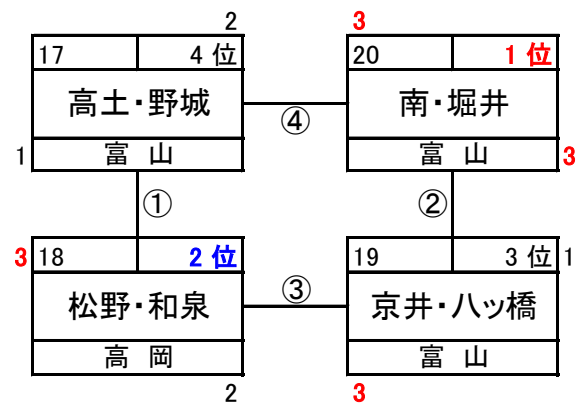 2 3
17 4 位 20 1 位
高土・野城 ④ 南・堀井
1 富 山 富 山 3
① ②
3 18 2 位 19 3 位 1
松野・和泉 ③ 京井・八ッ橋
高 岡 富 山
2 3